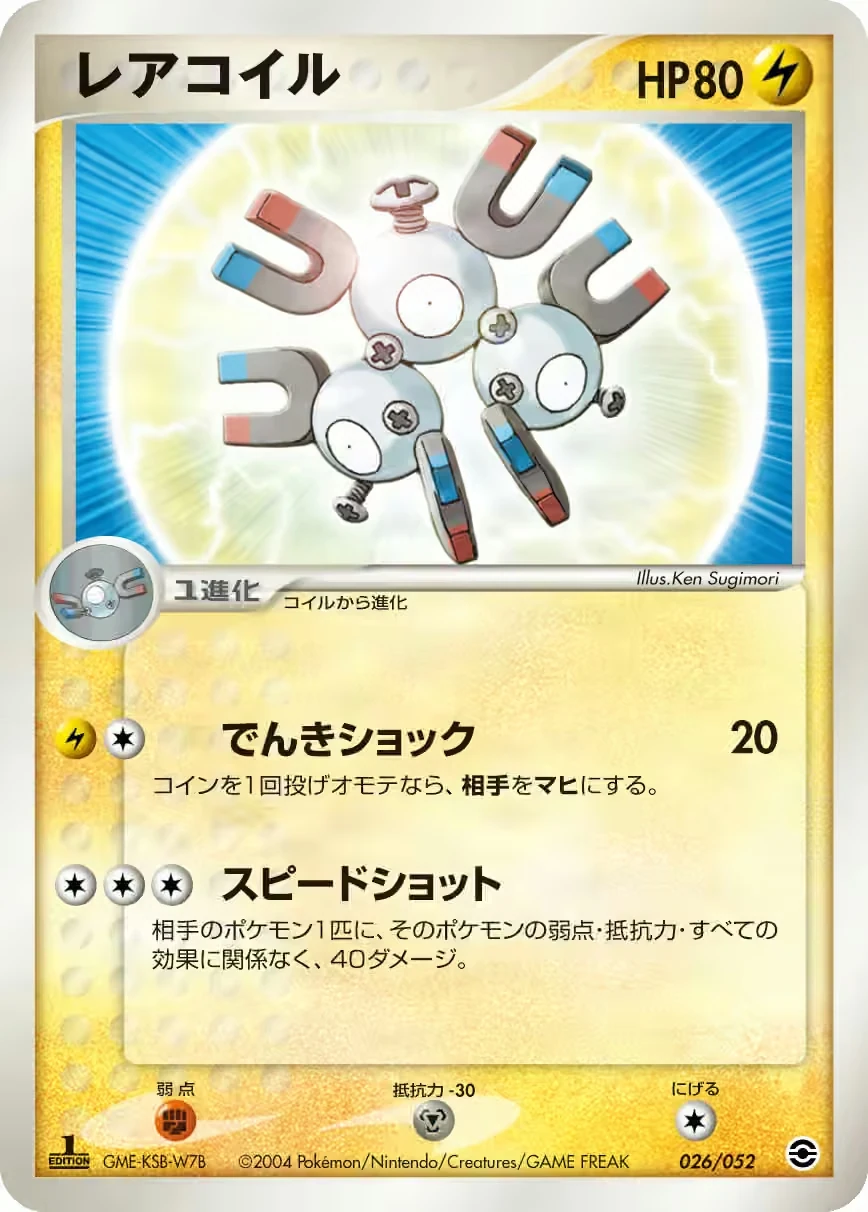 レアコイル
HP80
Illus.Ken Sugimori
1進化
コイルから進化
でんきショック
20
コインを1回投げオモテなら、相手をマヒにする。
スピードショット
相手のポケモン1匹に、そのポケモンの弱点・抵抗力・すべての
効果に関係なく、40ダメージ。
弱点
抵抗力 -30
にげる
1
EDITION
GME-KSB-W7B
©2004 Pokémon/Nintendo/Creatures/GAME FREAK
026/052